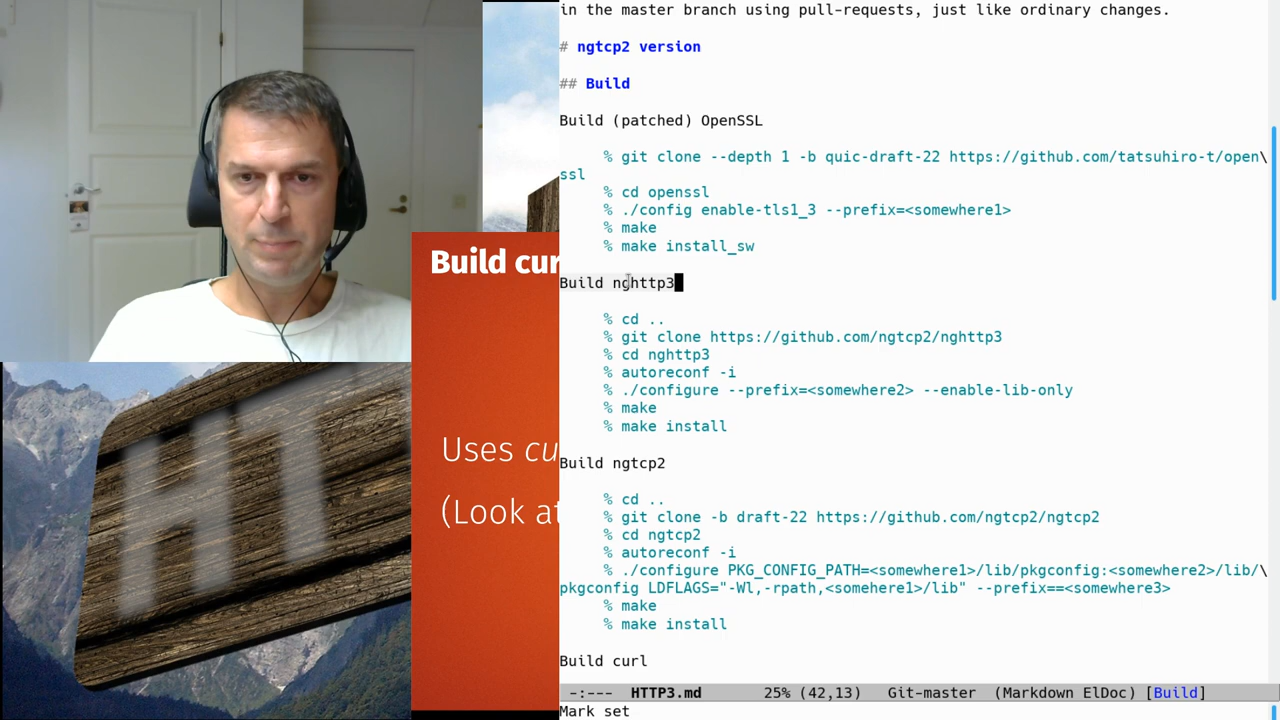 in the master branch using pull-requests, just like ordinary changes.
# ngtcp2 version
## Build
Build (patched) OpenSSL
% git clone --depth 1 -b quic-draft-22 https://github.com/tatsuhiro-t/open\
ssl
% cd openssl
% ./config enable-tls1_3 --prefix=<somewhere1>
% make
% make install_sw
Build nghttp3
% cd ..
% git clone https://github.com/ngtcp2/nghttp3
% cd nghttp3
% autoreconf -i
% ./configure --prefix=<somewhere2> --enable-lib-only
% make
% make install
Build ngtcp2
% cd ..
% git clone -b draft-22 https://github.com/ngtcp2/ngtcp2
% cd ngtcp2
% autoreconf -i
% ./configure PKG_CONFIG_PATH=<somewhere1>/lib/pkgconfig:<somewhere2>/lib/\
pkgconfig LDFLAGS="-Wl,-rpath,<somehere1>/lib" --prefix==<somewhere3>
% make
% make install
Build curl
-:--- HTTP3.md 25% (42,13) Git-master (Markdown ElDoc) [Build]
Mark set
Build cur
Uses cu
(Look at
HT